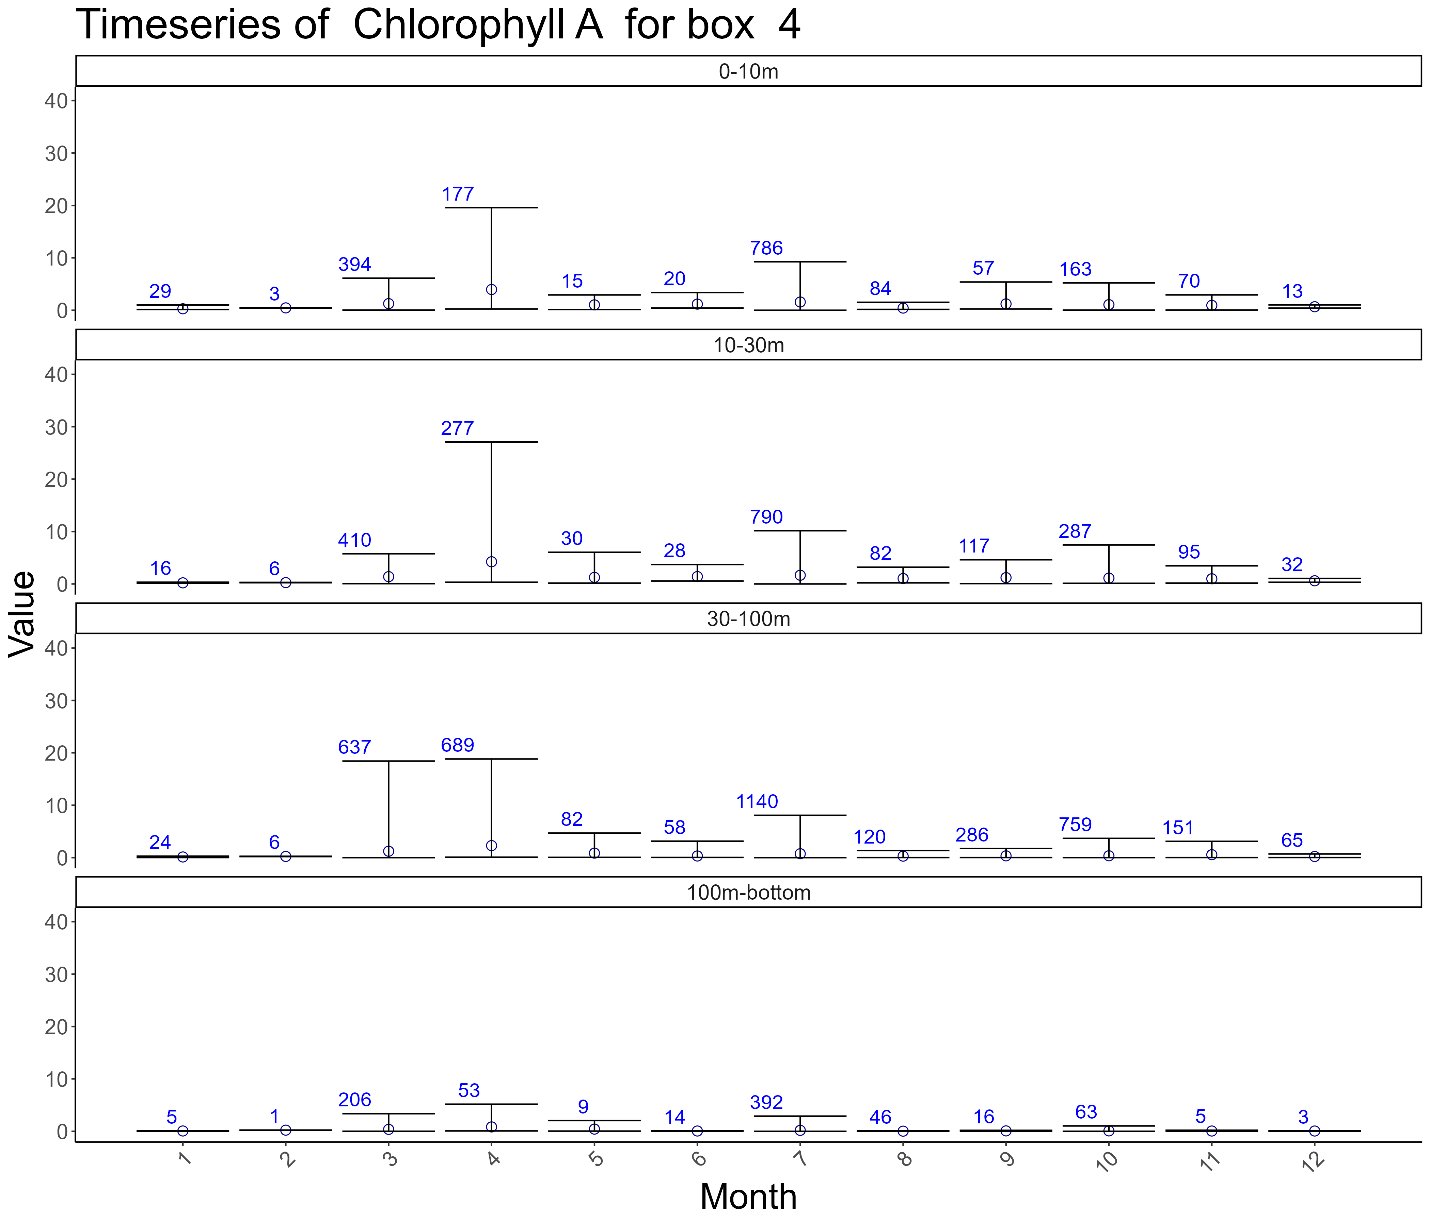 Timeseries of  Chlorophyll A  for box  4
0-10m
40
30
20
10
0
29 3 394 177 15 20 786 84 57 163 70 13
10-30m
40
30
20
10
0
16 6 410 277 30 28 790 82 117 287 95 32
30-100m
40
30
20
10
0
24 6 637 689 82 58 1140 120 286 759 151 65
100m-bottom
40
30
20
10
0
5 1 206 53 9 14 392 46 16 63 5 3
1 2 3 4 5 6 7 8 9 10 11 12
Month
Value